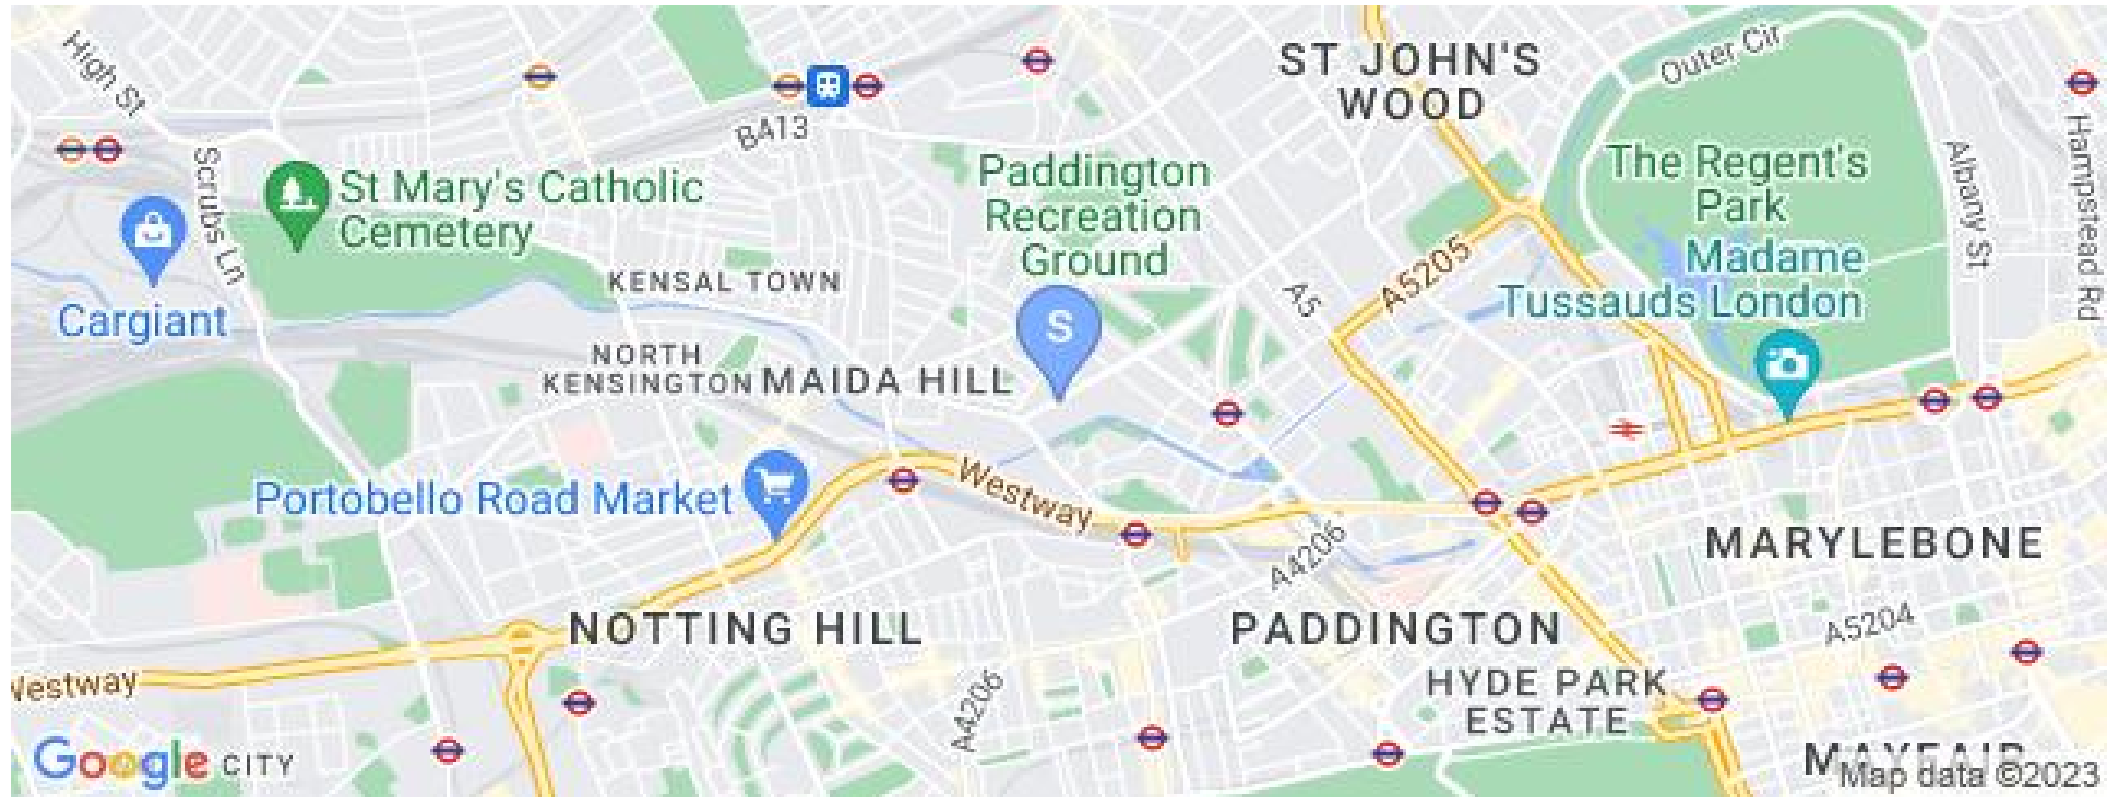 High St
B413
ST JOHN'S
WOOD
Outer Cir
Hampstead Rd
Scrubs Ln
St Mary's Catholic
Cemetery
Paddington
Recreation
Ground
The Regent's
Park
Albany St
Madame
Tussauds London
Cargiant
KENSAL TOWN
S
A5
A5205
NORTH
KENSINGTON
MAIDA HILL
Portobello Road Market
Westway
MARYLEBONE
A4206
NOTTING HILL
PADDINGTON
A5204
Westway
A4206
HYDE PARK
ESTATE
Google
CITY
MAYFAIR
Map data ©2023